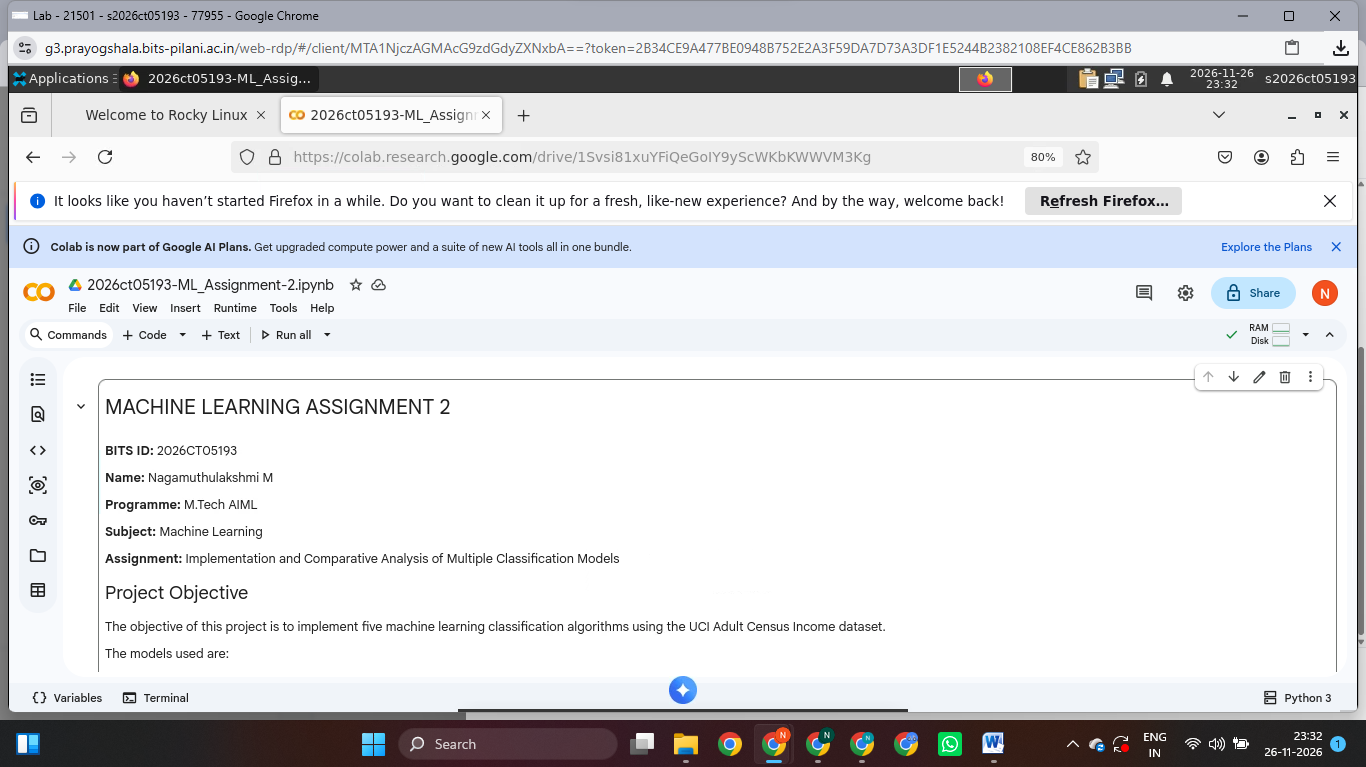 Lab - 21501 - s2026ct05193 - 77955 - Google Chrome
g3.prayogshala.bits-pilani.ac.in/web-rdp/#/client/MTA1NjczAGMAcG9zdGdyZXNxbA==?token=2B34CE9A477BE0948B752E2A3F59DA7D73A3DF1E5244B2382108EF4CE862B3BB
Applications 2026ct05193-ML_Assig... 2026-11-26 23:32 s2026ct05193
Welcome to Rocky Linux 2026ct05193-ML_Assign
https://colab.research.google.com/drive/1Svsi81xuYFiQeGoIY9yScWKbKWWVM3Kg 80%
It looks like you haven't started Firefox in a while. Do you want to clean it up for a fresh, like-new experience? And by the way, welcome back! Refresh Firefox...
Colab is now part of Google AI Plans. Get upgraded compute power and a suite of new AI tools all in one bundle. Explore the Plans
2026ct05193-ML_Assignment-2.ipynb
File Edit View Insert Runtime Tools Help
Share N
Commands + Code + Text Run all RAM
Disk
MACHINE LEARNING ASSIGNMENT 2
BITS ID: 2026CT05193
Name: Nagamuthulakshmi M
Programme: M.Tech AIML
Subject: Machine Learning
Assignment: Implementation and Comparative Analysis of Multiple Classification Models
Project Objective
The objective of this project is to implement five machine learning classification algorithms using the UCI Adult Census Income dataset.
The models used are:
Variables Terminal Python 3
Search N N N W ENG
IN 23:32
26-11-2026 1